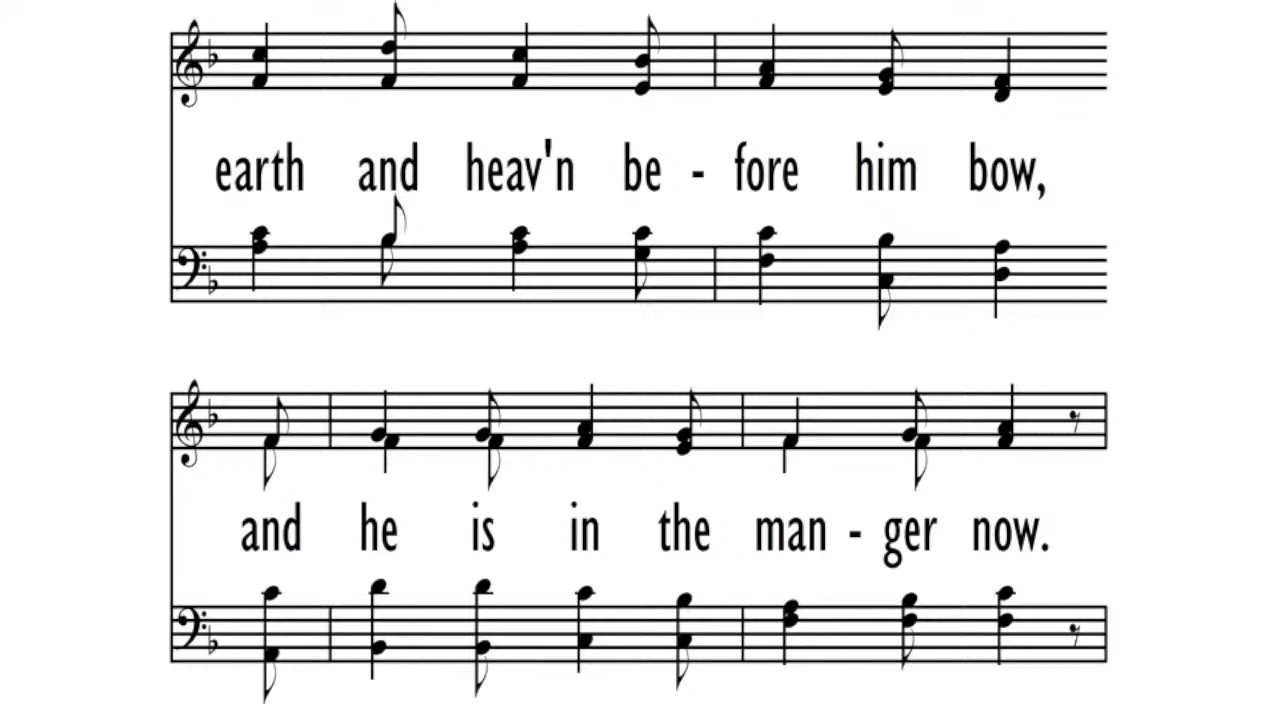 earth and heav'n be - fore him bow,
and he is in the man - ger now.